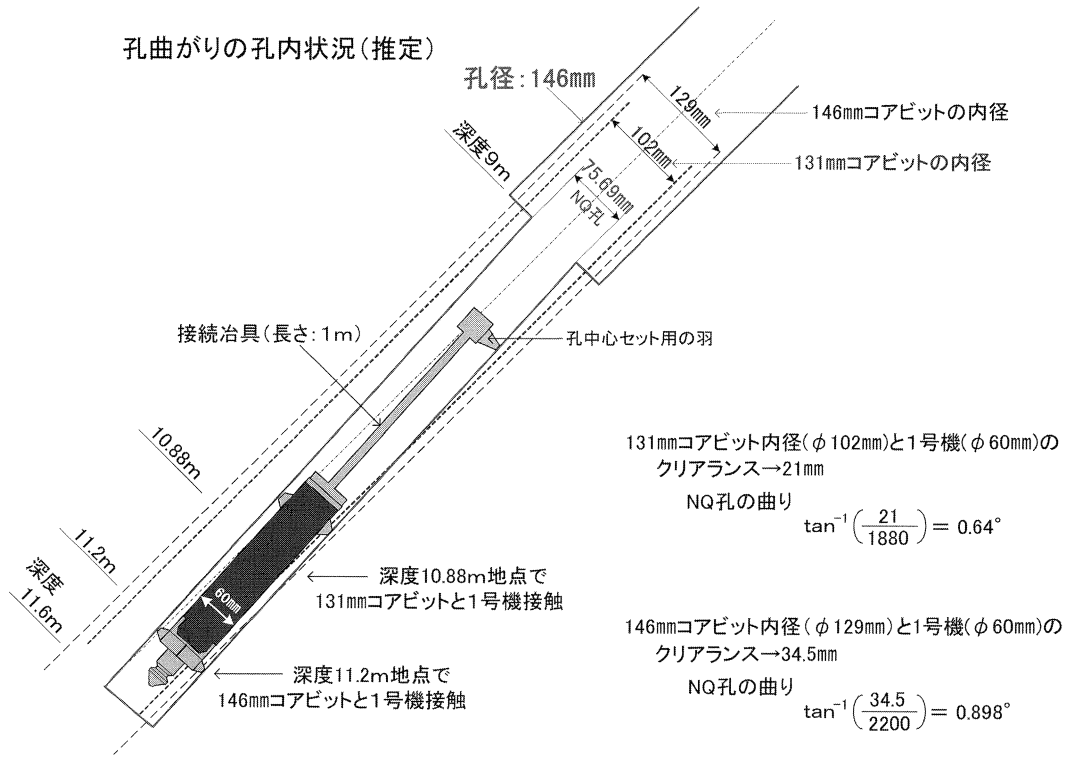 孔曲がりの孔内状況(推定)
孔径:146㎜
129㎜
146㎜コアビットの内径
102㎜
131㎜コアビットの内径
75.69㎜
NQ孔
深度9m
接続冶具(長さ:1m)
孔中心セット用の羽
10.88m
11.2m
深度
11.6m
60㎜
深度10.88m地点で
131㎜コアビットと1号機接触
深度11.2m地点で
146㎜コアビットと1号機接触
131㎜コアビット内径(φ102㎜)と1号機(φ60㎜)の
クリアランス→21㎜
NQ孔の曲り
tan⁻¹(21/1880)= 0.64°
146㎜コアビット内径(φ129㎜)と1号機(φ60㎜)の
クリアランス→34.5㎜
NQ孔の曲り
tan⁻¹(34.5/2200)= 0.898°